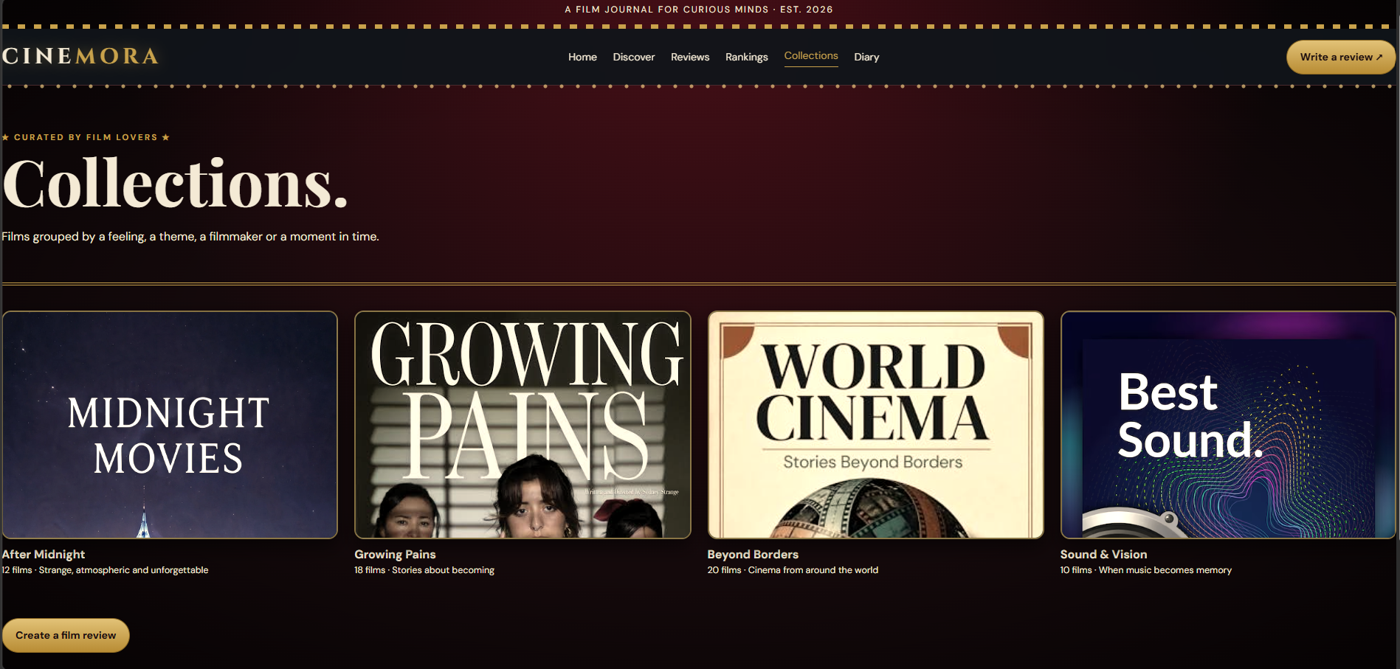 A FILM JOURNAL FOR CURIOUS MINDS · EST. 2026
CINEMORA
Home Discover Reviews Rankings Collections Diary
Write a review ↗
★ CURATED BY FILM LOVERS ★
Collections.
Films grouped by a feeling, a theme, a filmmaker or a moment in time.
MIDNIGHT
MOVIES
GROWING
PAINS
WORLD
CINEMA
Stories Beyond Borders
Best
Sound.
After Midnight
12 films · Strange, atmospheric and unforgettable
Growing Pains
18 films · Stories about becoming
Beyond Borders
20 films · Cinema from around the world
Sound & Vision
10 films · When music becomes memory
Create a film review